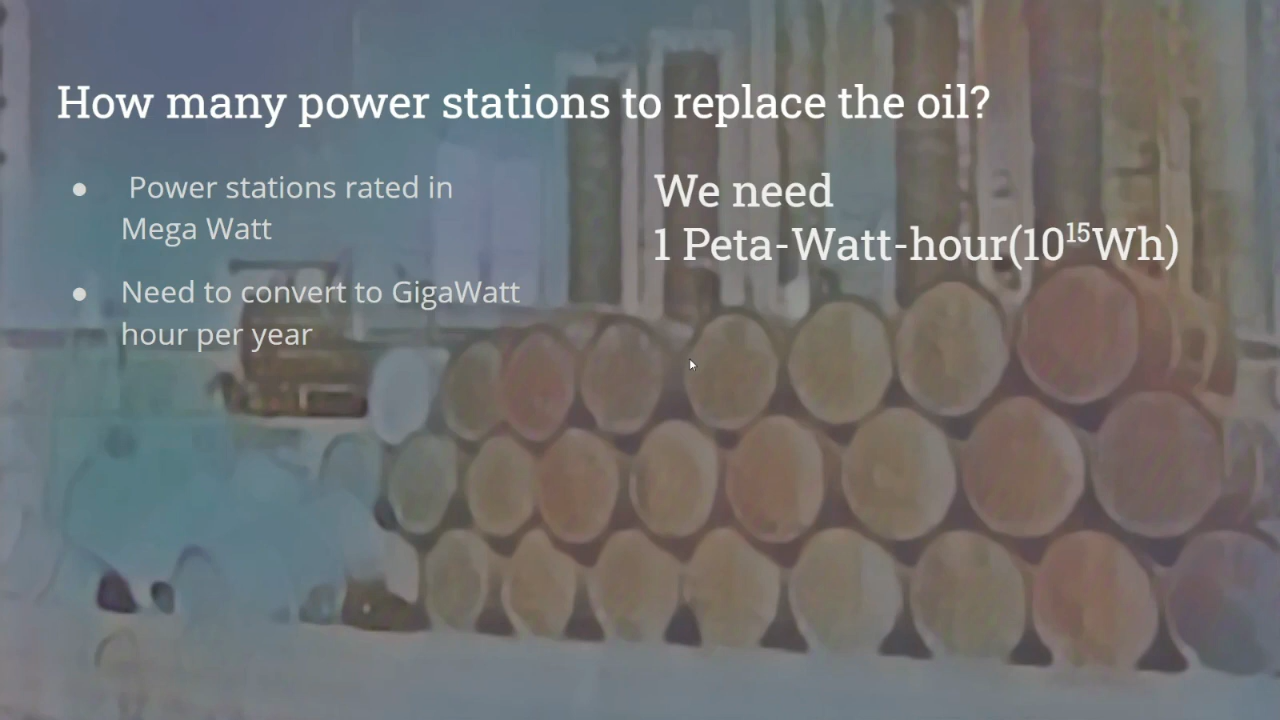 How many power stations to replace the oil?
● Power stations rated in
Mega Watt
● Need to convert to GigaWatt
hour per year
We need
1 Peta-Watt-hour(10¹⁵Wh)